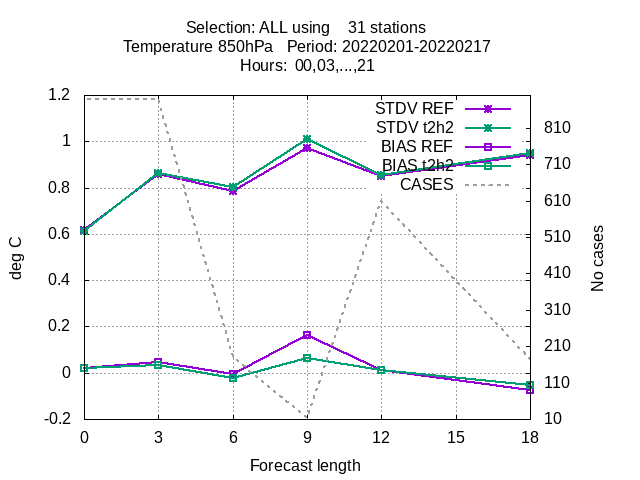 Selection: ALL using    31 stations
Temperature 850hPa   Period: 20220201-20220217
Hours:  00,03,...,21
STDV REF
STDV t2h2
BIAS REF
BIAS t2h2
CASES
1.2
1
0.8
0.6
0.4
0.2
0
-0.2
deg C
810
710
610
510
410
310
210
110
10
No cases
0 3 6 9 12 15 18
Forecast length